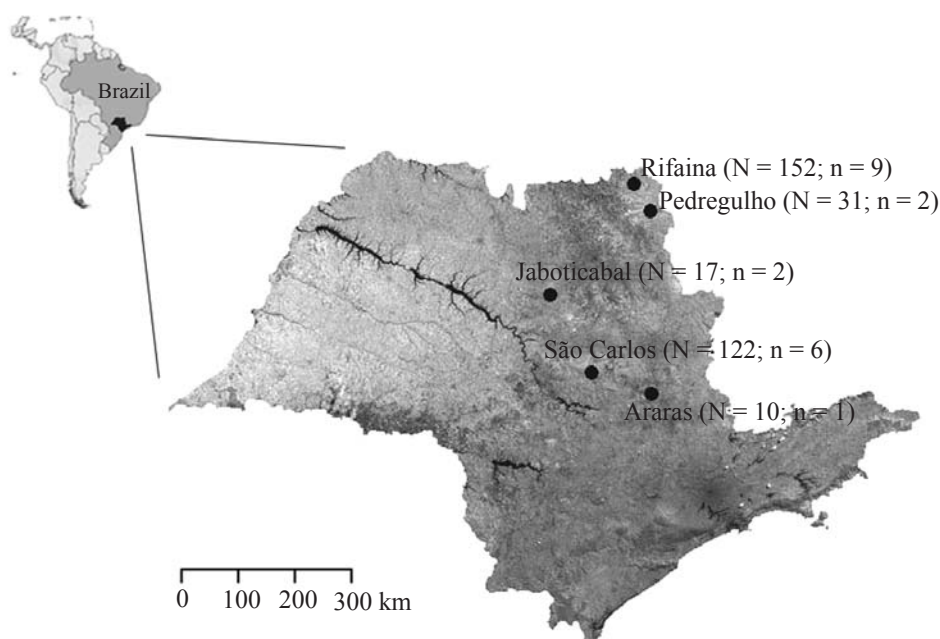 Brazil
Rifaina (N = 152; n = 9)
Pedregulho (N = 31; n = 2)
Jaboticabal (N = 17; n = 2)
São Carlos (N = 122; n = 6)
Araras (N = 10; n = 1)
0 100 200 300 km